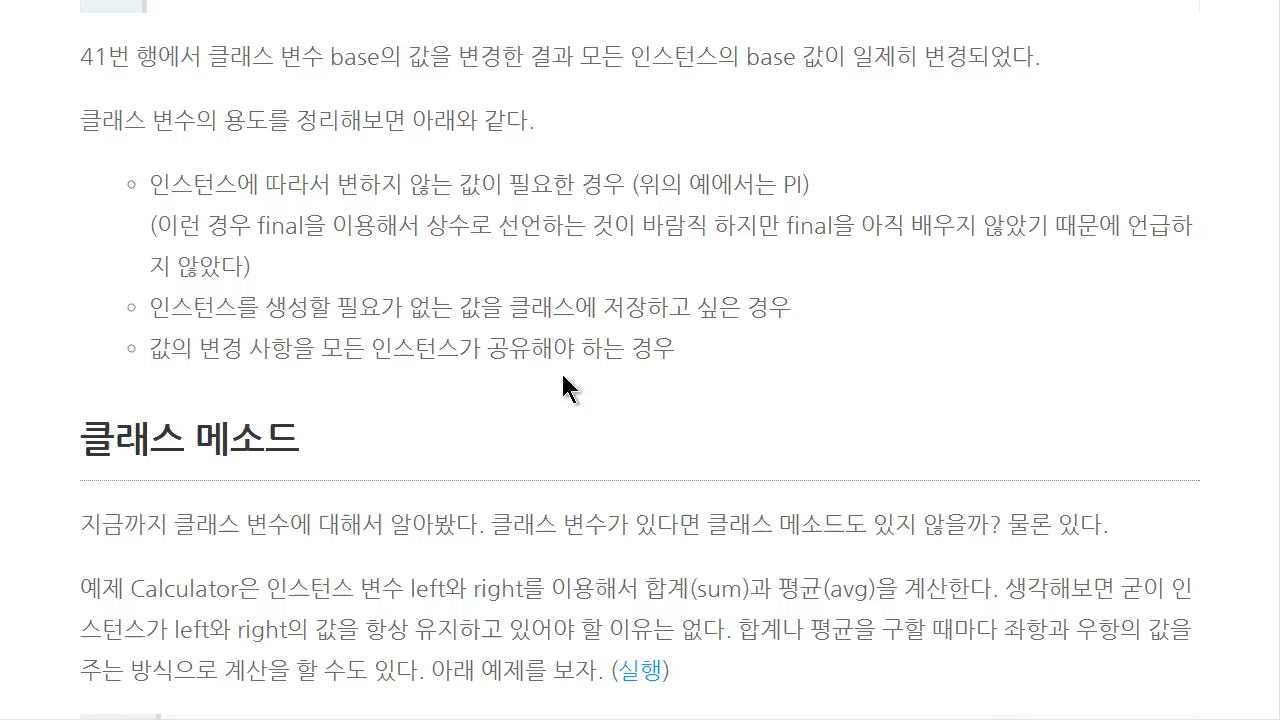 41번 행에서 클래스 변수 base의 값을 변경한 결과 모든 인스턴스의 base 값이 일제히 변경되었다.
클래스 변수의 용도를 정리해보면 아래와 같다.
인스턴스에 따라서 변하지 않는 값이 필요한 경우 (위의 예에서는 PI)
(이런 경우 final을 이용해서 상수로 선언하는 것이 바람직 하지만 final을 아직 배우지 않았기 때문에 언급하
지 않았다)
인스턴스를 생성할 필요가 없는 값을 클래스에 저장하고 싶은 경우
값의 변경 사항을 모든 인스턴스가 공유해야 하는 경우
클래스 메소드
지금까지 클래스 변수에 대해서 알아봤다. 클래스 변수가 있다면 클래스 메소드도 있지 않을까? 물론 있다.
예제 Calculator은 인스턴스 변수 left와 right를 이용해서 합계(sum)과 평균(avg)을 계산한다. 생각해보면 굳이 인
스턴스가 left와 right의 값을 항상 유지하고 있어야 할 이유는 없다. 합계나 평균을 구할 때마다 좌항과 우항의 값을
주는 방식으로 계산을 할 수도 있다. 아래 예제를 보자. (실행)